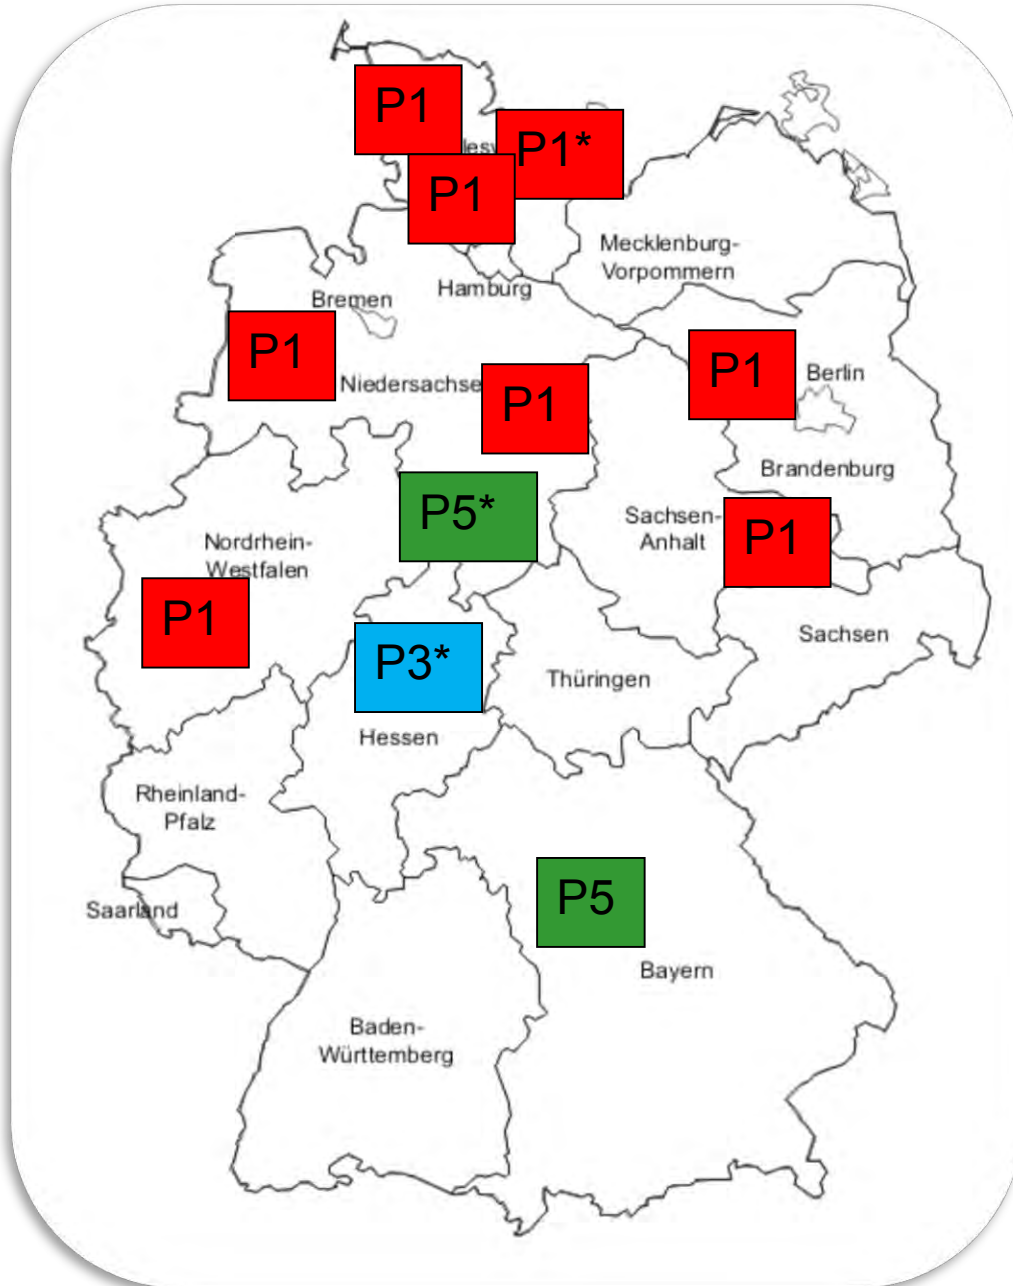 P1
P1*
lesv
P1
Mecklenburg-
Vorpommern
Hamburg
Bremen
P1
Niedersachse
P1
P1
Berlin
Brandenburg
P5*
Sachsen-
Anhalt
P1
Nordrhein-
Westfalen
P1
Sachsen
P3*
Thüringen
Hessen
Rheinland-
Pfalz
P5
Saarland
Bayern
Baden-
Württemberg